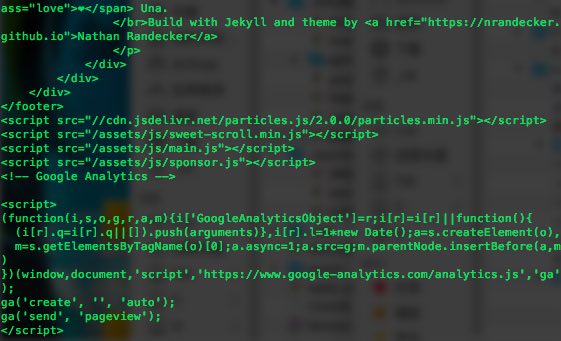 ass="love">❤</span> Una.
</br>Build with Jekyll and theme by <a href="https://nrandecker.
github.io">Nathan Randecker</a>
</p>
</div>
</div>
</div>
</footer>
<script src="//cdn.jsdelivr.net/particles.js/2.0.0/particles.min.js"></script>
<script src="/assets/js/sweet-scroll.min.js"></script>
<script src="/assets/js/main.js"></script>
<script src="/assets/js/sponsor.js"></script>
<!-- Google Analytics -->
<script>
(function(i,s,o,g,r,a,m){i['GoogleAnalyticsObject']=r;i[r]=i[r]||function(){
(i[r].q=i[r].q||[]).push(arguments)},i[r].l=1*new Date();a=s.createElement(o),
m=s.getElementsByTagName(o)[0];a.async=1;a.src=g;m.parentNode.insertBefore(a,m
)
})(window,document,'script','https://www.google-analytics.com/analytics.js','ga'
);
ga('create', '', 'auto');
ga('send', 'pageview');
</script>